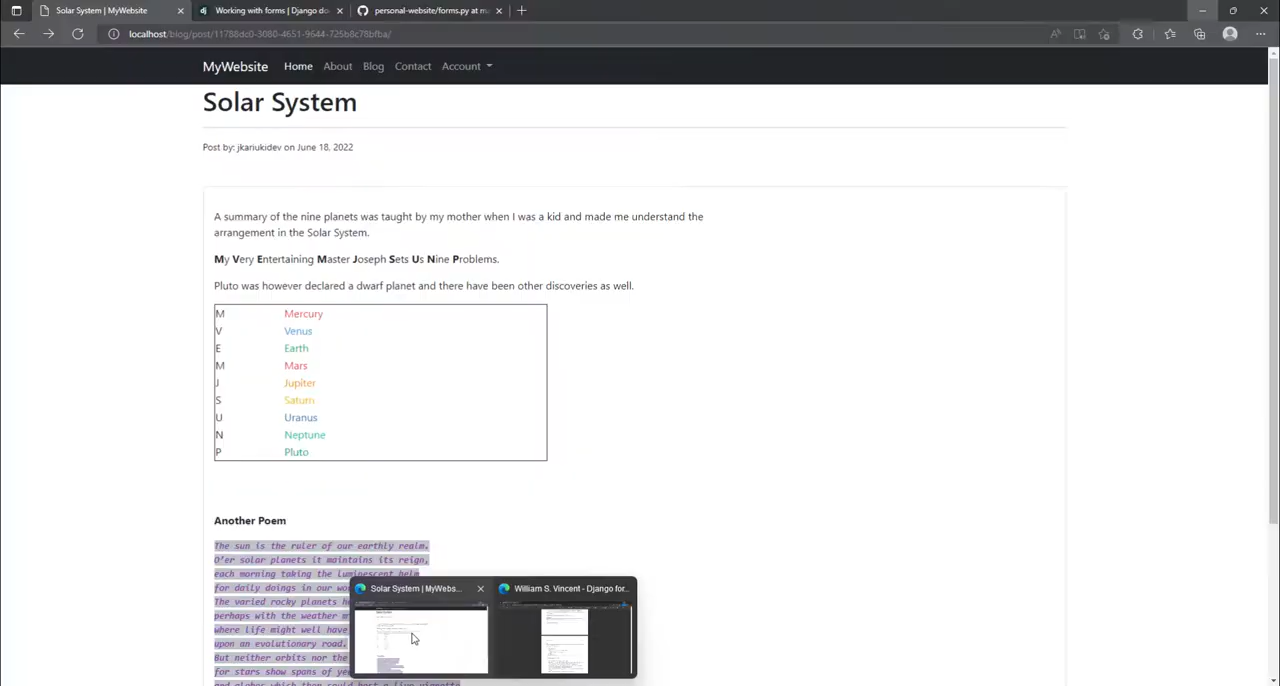 Solar System | MyWebsite
Working with forms | Django do
personal-website/forms.py at m
localhost/blog/post/11788dc0-3080-4651-9644-725b8c78bfba/
MyWebsite Home About Blog Contact Account
Solar System
Post by: jkariukidev on June 18, 2022
A summary of the nine planets was taught by my mother when I was a kid and made me understand the
arrangement in the Solar System.
My Very Entertaining Master Joseph Sets Us Nine Problems.
Pluto was however declared a dwarf planet and there have been other discoveries as well.
M Mercury
V Venus
E Earth
M Mars
J Jupiter
S Saturn
U Uranus
N Neptune
P Pluto
Another Poem
The sun is the ruler of our earthly realm.
O'er solar planets it maintains its reign,
each morning taking the luminescent helm
for daily doings in our wo
The varied rocky planets h
perhaps with the weather m
where life might well have
upon an evolutionary road.
But neither orbits nor the
for stars show spans of ye
Solar System | MyWebs...
William S. Vincent - Django for...